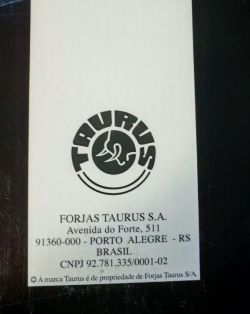 TAURUS
FORJAS TAURUS S.A.
Avenida do Forte, 511
91360-000 - PORTO ALEGRE - RS
BRASIL
CNPJ 92.781.335/0001-02
© A marca Taurus é de propriedade de Forjas Taurus S/A.